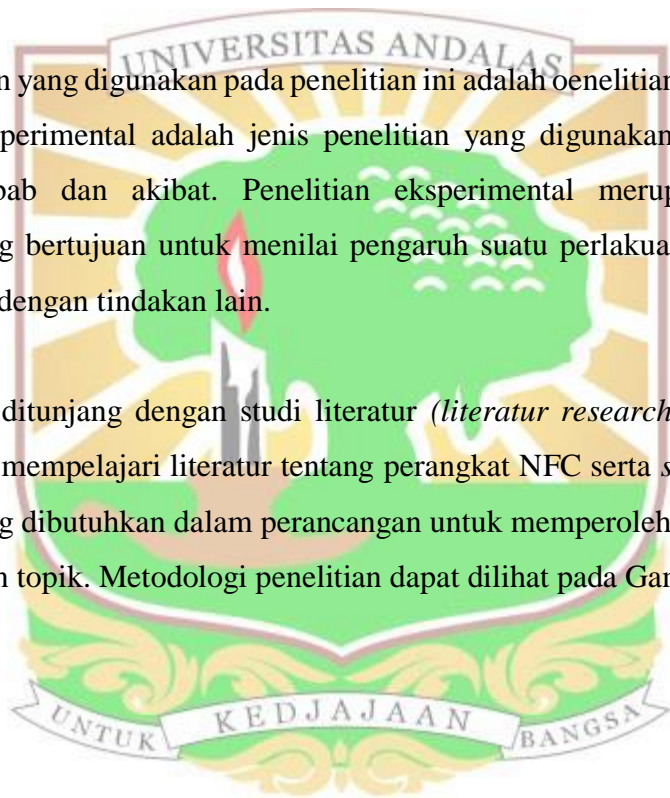 UNIVERSITAS ANDALAS
n yang digunakan pada penelitian ini adalah oenelitian
perimental adalah jenis penelitian yang digunakan
bab dan akibat. Penelitian eksperimental merup
g bertujuan untuk menilai pengaruh suatu perlakua
dengan tindakan lain.
ditunjang dengan studi literatur (literatur research
mempelajari literatur tentang perangkat NFC serta s
g dibutuhkan dalam perancangan untuk memperoleh
n topik. Metodologi penelitian dapat dilihat pada Gam
UNTUK KEDJAJAAN BANGSA